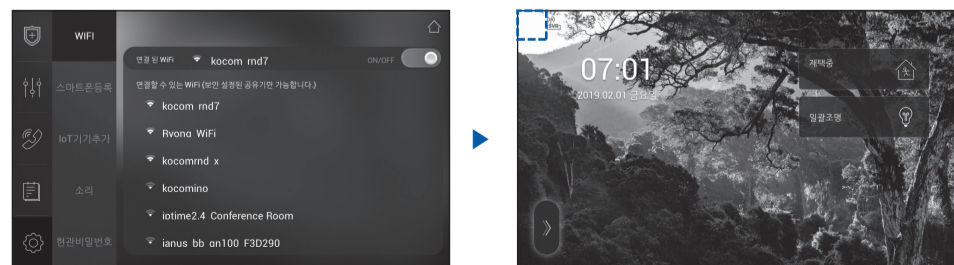 WIFI
스마트폰등록
IoT기기추가
소리
현관비밀번호
연결 된 WiFi kocom rnd7 ON/OFF
연결할 수 있는 WiFi (보안 설정된 공유기만 가능합니다.)
kocom rnd7
Rvona WiFi
kocomrnd x
kocomino
iotime2.4 Conference Room
ianus bb an100 F3D290
07:01
2019.02.01 금요일
재택중
일괄조명